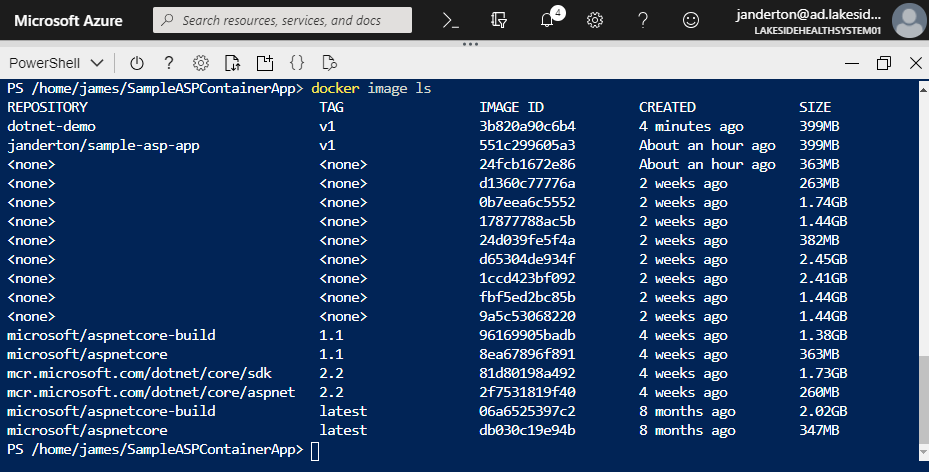 Microsoft Azure
Search resources, services, and docs
4
janderton@ad.lakesid...
LAKESIDEHEALTHSYSTEM01
PowerShell
PS /home/james/SampleASPContainerApp> docker image ls
REPOSITORY TAG IMAGE ID CREATED SIZE
dotnet-demo v1 3b820a90c6b4 4 minutes ago 399MB
janderton/sample-asp-app v1 551c299605a3 About an hour ago 399MB
<none> <none> 24fcb1672e86 About an hour ago 363MB
<none> <none> d1360c77776a 2 weeks ago 263MB
<none> <none> 0b7eea6c5552 2 weeks ago 1.74GB
<none> <none> 17877788ac5b 2 weeks ago 1.44GB
<none> <none> 24d039fe5f4a 2 weeks ago 382MB
<none> <none> d65304de934f 2 weeks ago 2.45GB
<none> <none> 1ccd423bf092 2 weeks ago 2.41GB
<none> <none> fbf5ed2bc85b 2 weeks ago 1.44GB
<none> <none> 9a5c53068220 2 weeks ago 1.44GB
microsoft/aspnetcore-build 1.1 96169905badb 4 weeks ago 1.38GB
microsoft/aspnetcore 1.1 8ea67896f891 4 weeks ago 363MB
mcr.microsoft.com/dotnet/core/sdk 2.2 81d80198a492 4 weeks ago 1.73GB
mcr.microsoft.com/dotnet/core/aspnet 2.2 2f7531819f40 4 weeks ago 260MB
microsoft/aspnetcore-build latest 06a6525397c2 8 months ago 2.02GB
microsoft/aspnetcore latest db030c19e94b 8 months ago 347MB
PS /home/james/SampleASPContainerApp>